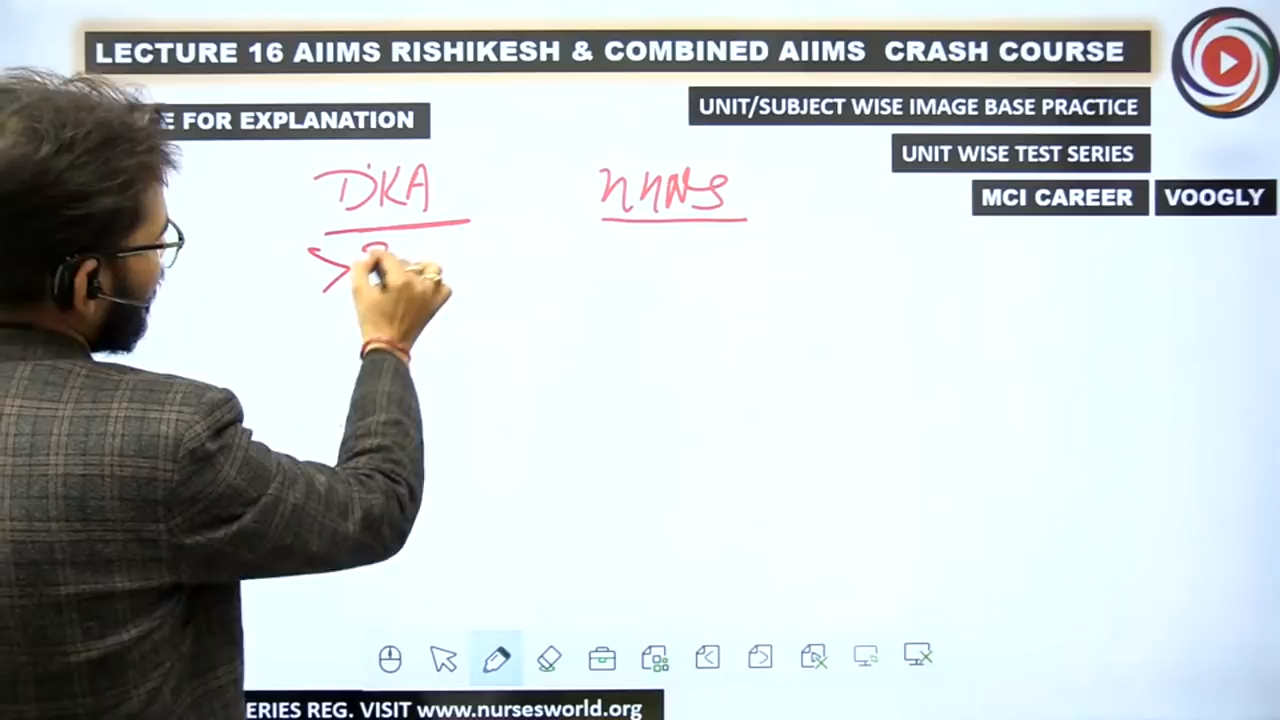 LECTURE 16 AIIMS RISHIKESH & COMBINED AIIMS CRASH COURSE
E FOR EXPLANATION
UNIT/SUBJECT WISE IMAGE BASE PRACTICE
UNIT WISE TEST SERIES
MCI CAREER VOOGLY
DKA
HHNS
>
ERIES REG. VISIT www.nursesworld.org